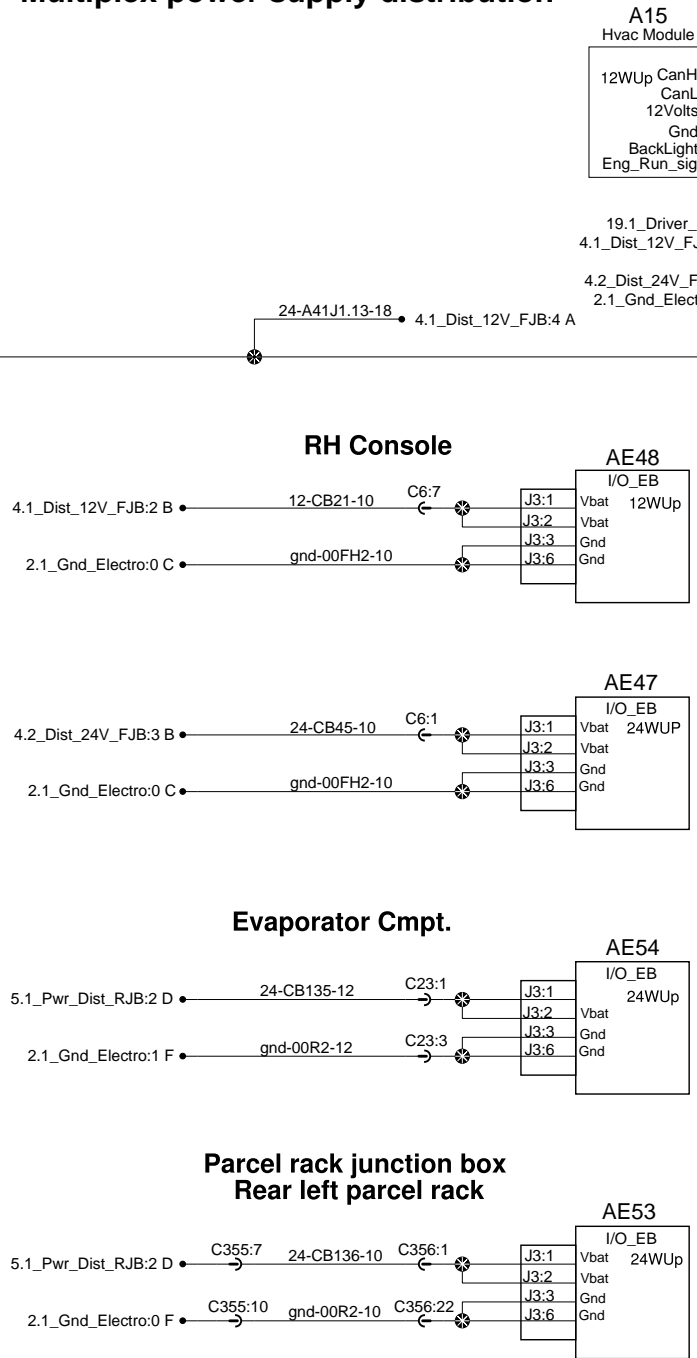 Multiplex power supply distribution
A15
Hvac Module
12WUp CanH
CanL
12Volts
Gnd
BackLight
Eng_Run_sig
19.1_Driver_
4.1_Dist_12V_FJ
4.2_Dist_24V_F
2.1_Gnd_Elect
24-A41J1.13-18
4.1_Dist_12V_FJB:4 A
RH Console
AE48
I/O_EB
4.1_Dist_12V_FJB:2 B
12-CB21-10
C6:7
J3:1
Vbat
12WUp
J3:2
Vbat
J3:3
Gnd
2.1_Gnd_Electro:0 C
gnd-00FH2-10
J3:6
Gnd
AE47
I/O_EB
4.2_Dist_24V_FJB:3 B
24-CB45-10
C6:1
J3:1
Vbat
24WUP
J3:2
Vbat
J3:3
Gnd
2.1_Gnd_Electro:0 C
gnd-00FH2-10
J3:6
Gnd
Evaporator Cmpt.
AE54
I/O_EB
5.1_Pwr_Dist_RJB:2 D
24-CB135-12
C23:1
J3:1
24WUp
J3:2
Vbat
J3:3
Gnd
2.1_Gnd_Electro:1 F
gnd-00R2-12
C23:3
J3:6
Gnd
Parcel rack junction box
Rear left parcel rack
AE53
I/O_EB
5.1_Pwr_Dist_RJB:2 D
C355:7
24-CB136-10
C356:1
J3:1
Vbat
24WUp
J3:2
Vbat
J3:3
Gnd
2.1_Gnd_Electro:0 F
C355:10
gnd-00R2-10
C356:22
J3:6
Gnd